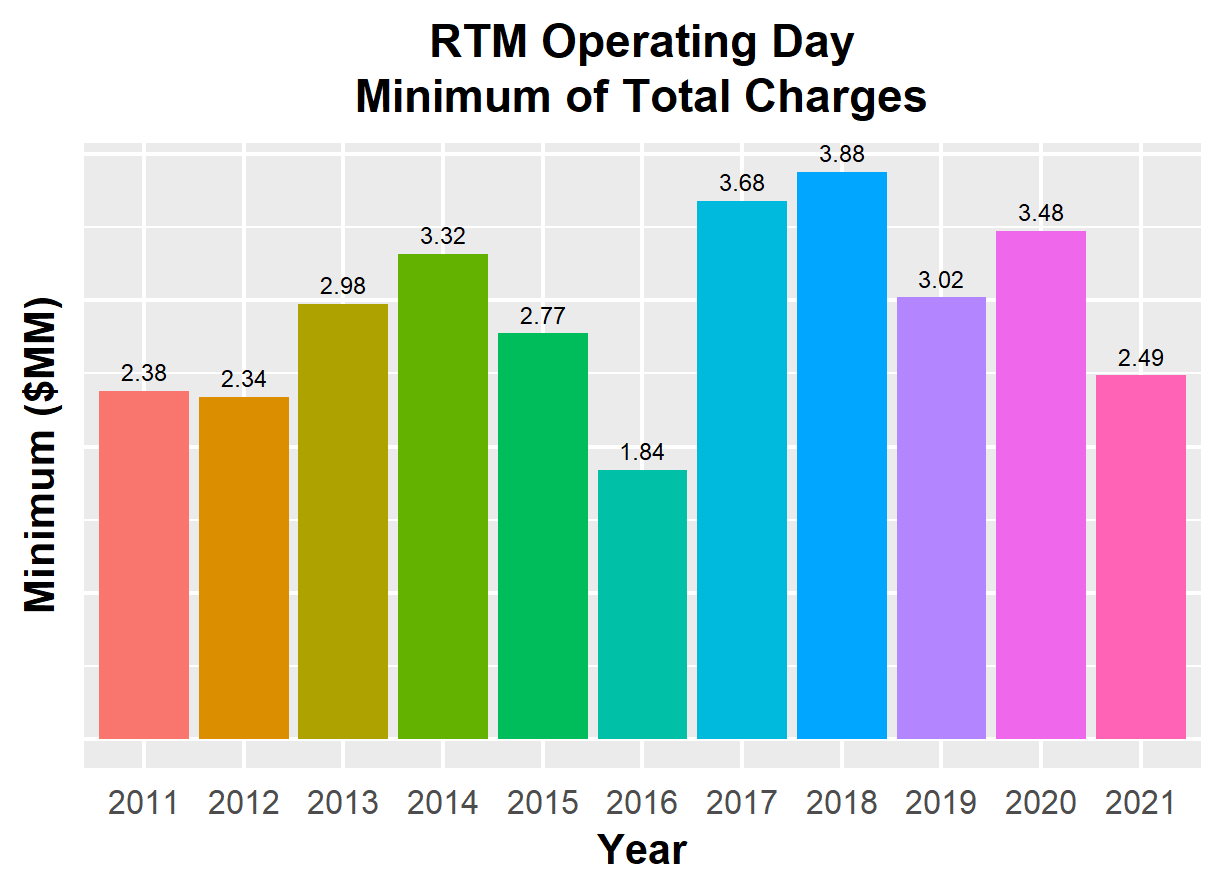 RTM Operating Day
Minimum of Total Charges
Minimum ($MM)
2.38
2.34
2.98
3.32
2.77
1.84
3.68
3.88
3.02
3.48
2.49
2011 2012 2013 2014 2015 2016 2017 2018 2019 2020 2021
Year